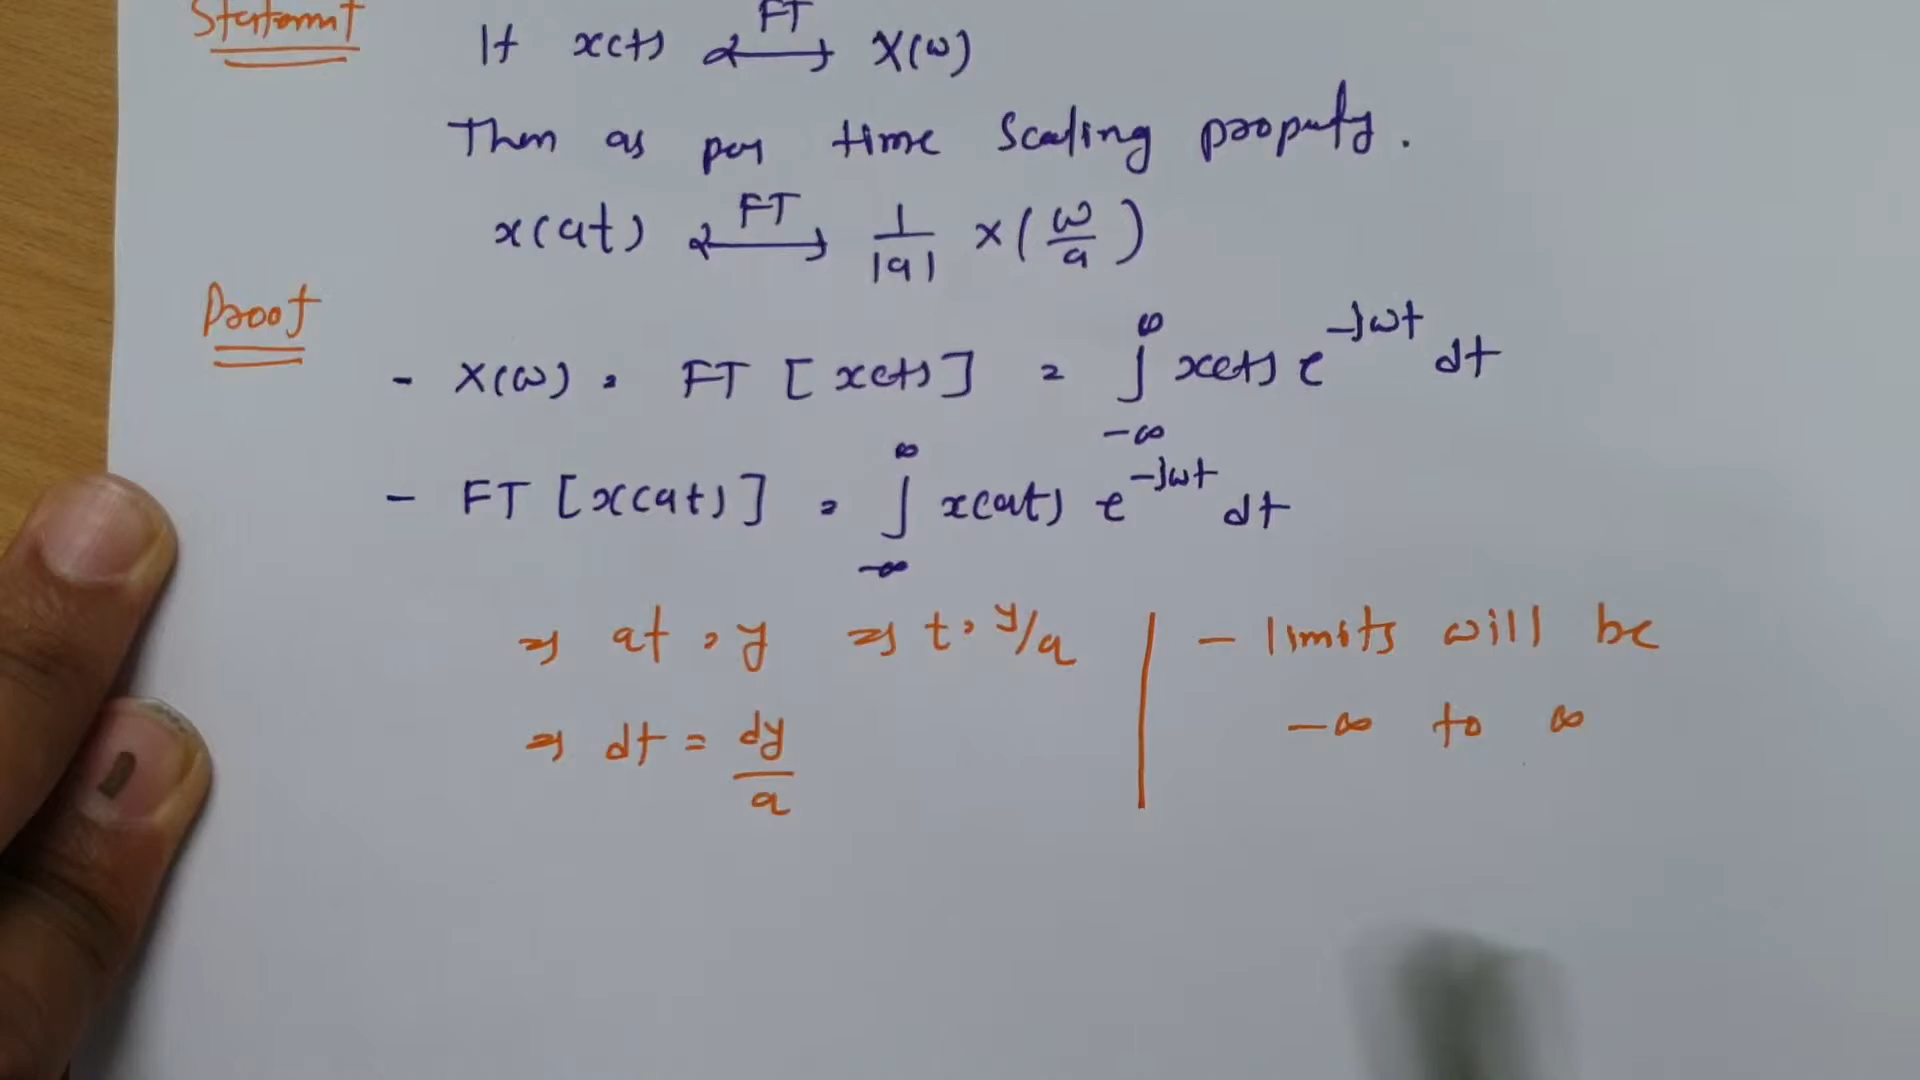 Statement
If x(t) ⟷ FT X(ω)
Then as per time Scaling property.
x(at) ⟷ FT 1/|a| X(ω/a)
Proof
- X(ω) = FT [x(t)] = ∫_{-∞}^{∞} x(t) e^{-jωt} dt
- FT [x(at)] = ∫_{-∞}^{∞} x(at) e^{-jωt} dt
⇒ at = y ⇒ t = y/a
⇒ dt = dy/a
- limits will be
-∞ to ∞